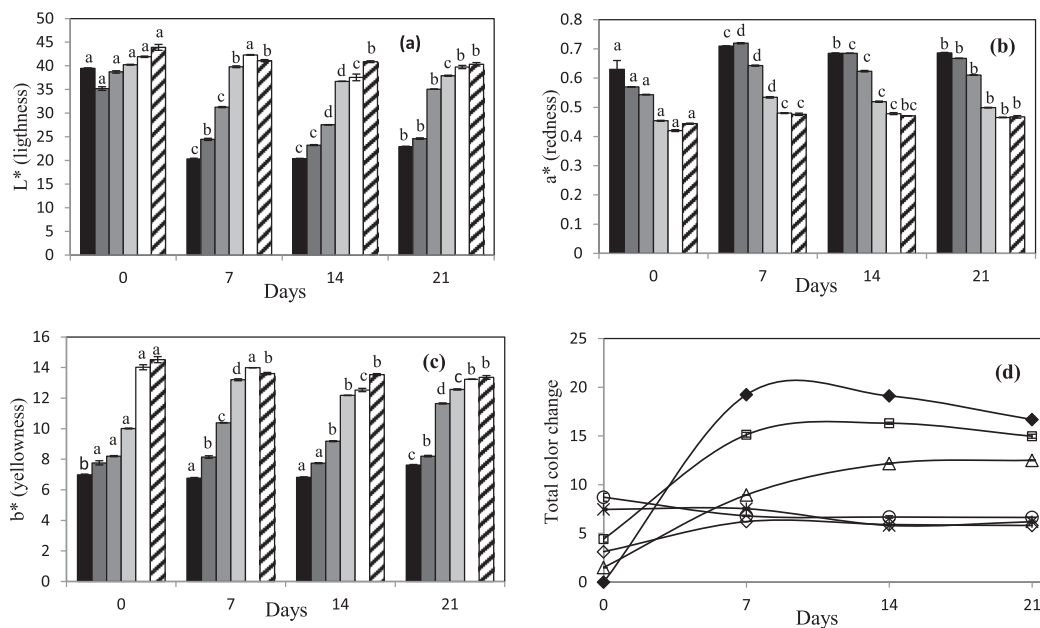 L* (ligthness)
50
45
40
35
30
25
20
15
10
5
0
(a)
a a a a a a
c b c b a b
c c d d c b
b b a c b b
0 7 14 21
Days
a* (redness)
0.8
0.7
0.6
0.5
0.4
0.3
0.2
0.1
0
(b)
a a a a a a
c c d d c c
b c d c c bc
b b b b b b
0 7 14 21
Days
b* (yellowness)
16
14
12
10
8
6
4
2
0
(c)
b a a a a a
a b c d a b
a a b b c b
c b d c b b
0 7 14 21
Days
Total color change
25
20
15
10
5
0
(d)
0 7 14 21
Days